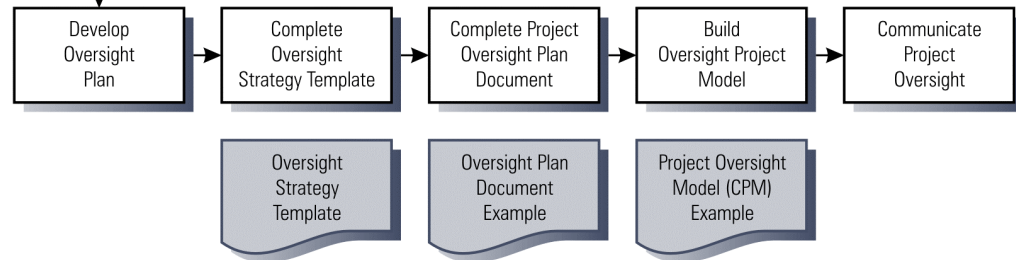 Develop
Oversight
Plan
Complete
Oversight
Strategy Template
Complete Project
Oversight Plan
Document
Build
Oversight Project
Model
Communicate
Project
Oversight
Oversight
Strategy
Template
Oversight Plan
Document
Example
Project Oversight
Model (CPM)
Example